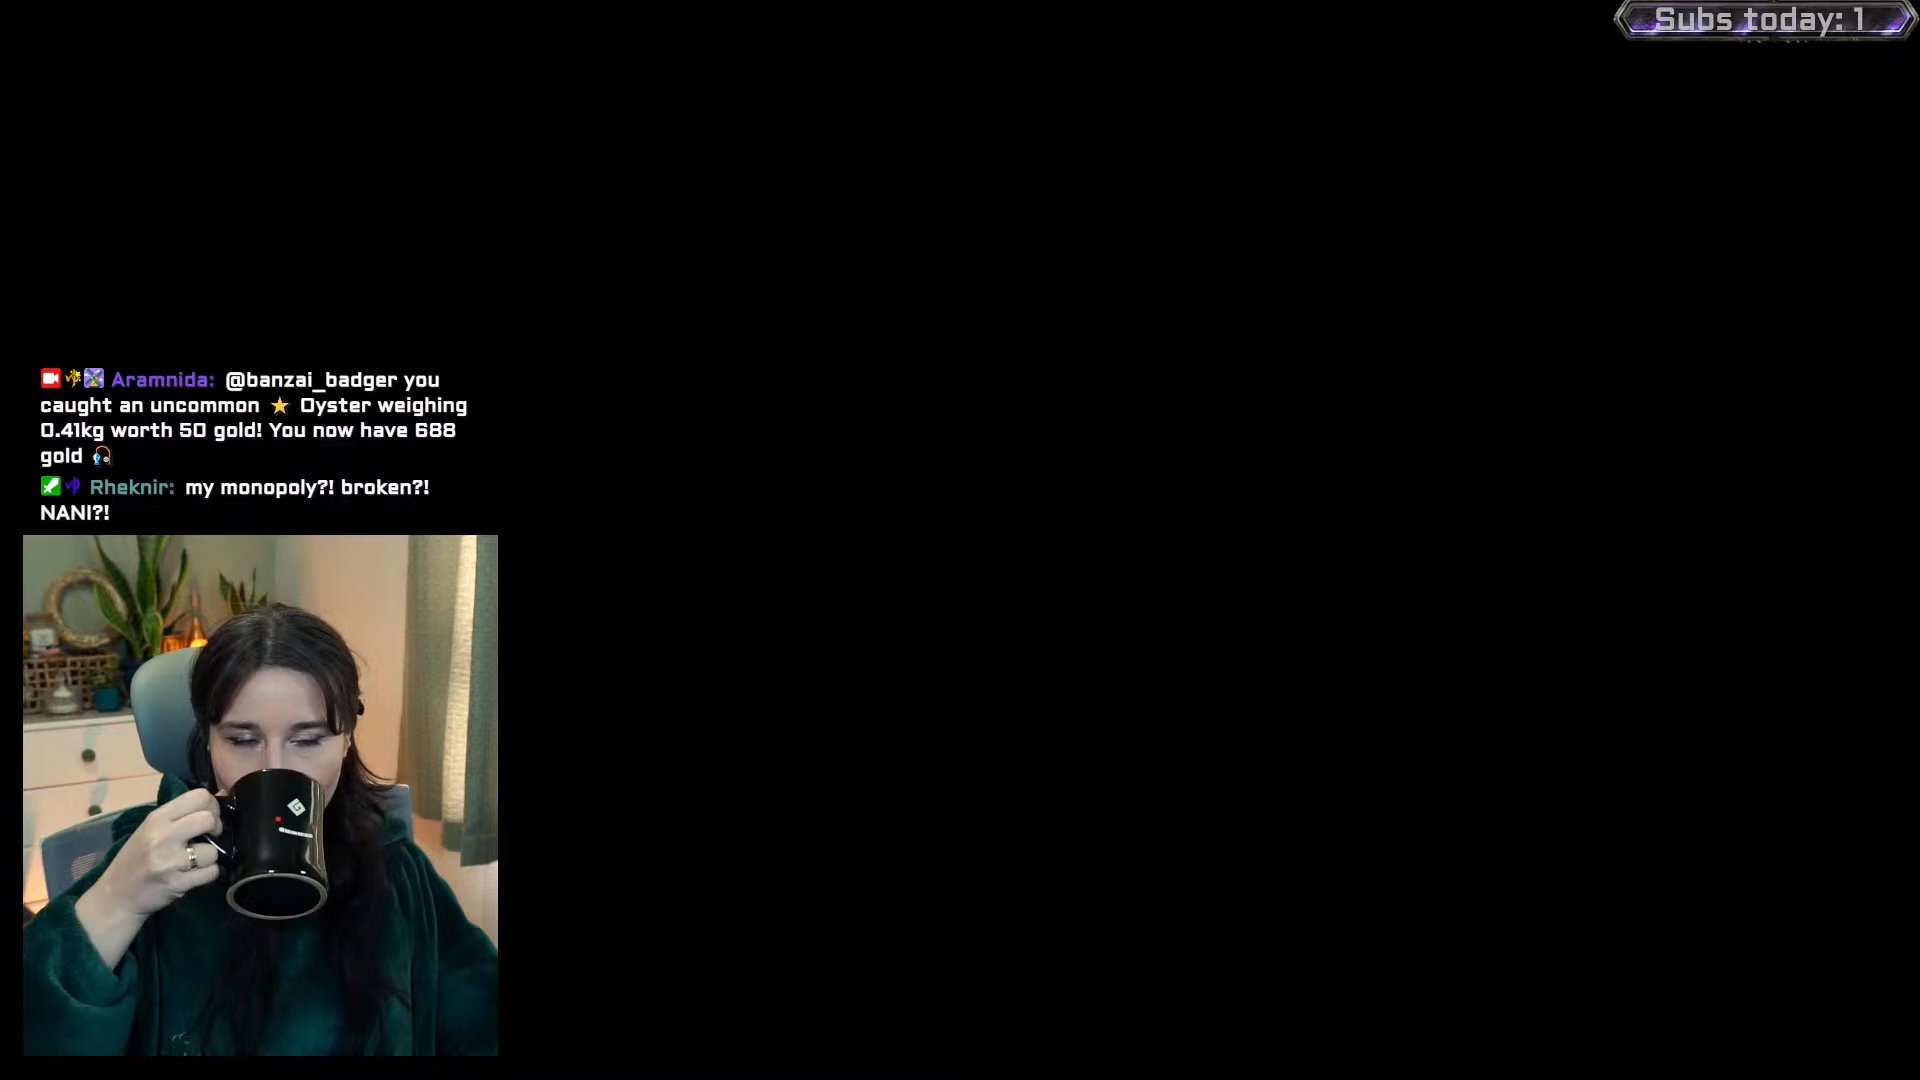 Subs today: 1
Aramnida: @banzai_badger you
caught an uncommon ⭐ Oyster weighing
0.41kg worth 50 gold! You now have 688
gold 🎧
Rheknir: my monopoly?! broken?!
NANI?!